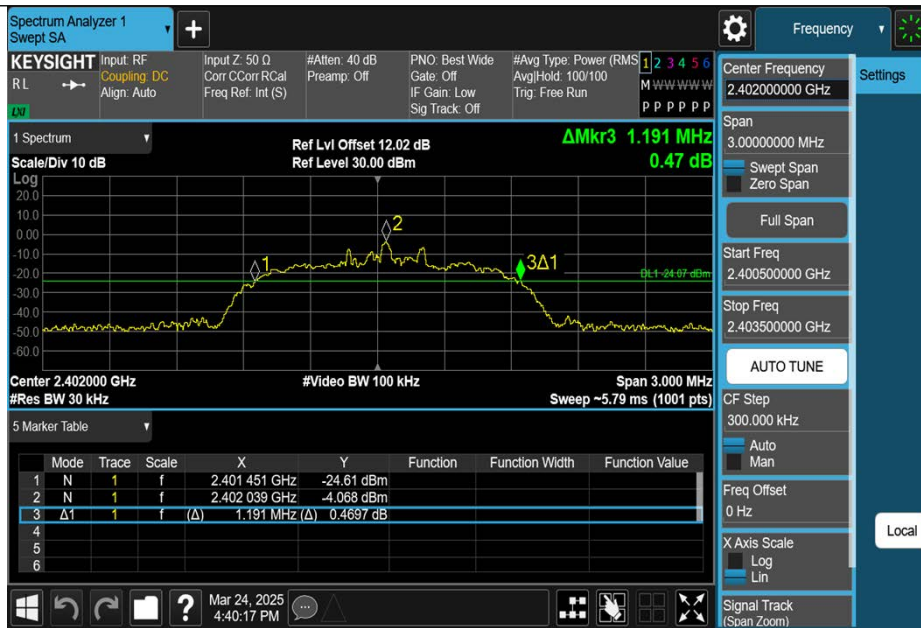 Spectrum Analyzer 1
Swept SA
Frequency
KEYSIGHT
R L
LXI
Input: RF
Coupling: DC
Align: Auto
Input Z: 50 Ω
Corr CCorr RCal
Freq Ref: Int (S)
#Atten: 40 dB
Preamp: Off
PNO: Best Wide
Gate: Off
IF Gain: Low
Sig Track: Off
#Avg Type: Power (RMS
Avg|Hold: 100/100
Trig: Free Run
1 2 3 4 5 6
M W W W W W
P P P P P P
1 Spectrum
Scale/Div 10 dB
Ref Lvl Offset 12.02 dB
Ref Level 30.00 dBm
ΔMkr3 1.191 MHz
0.47 dB
Log
20.0
10.0
0.00
-10.0
-20.0
-30.0
-40.0
-50.0
-60.0
1
2
3Δ1
DL1 -24.07 dBm
Center 2.402000 GHz
#Video BW 100 kHz
Span 3.000 MHz
#Res BW 30 kHz
Sweep ~5.79 ms (1001 pts)
5 Marker Table
Mode Trace Scale X Y Function Function Width Function Value
1 N 1 f 2.401 451 GHz -24.61 dBm
2 N 1 f 2.402 039 GHz -4.068 dBm
3 Δ1 1 f (Δ) 1.191 MHz (Δ) 0.4697 dB
4
5
6
Mar 24, 2025
4:40:17 PM
?
Center Frequency
2.402000000 GHz
Settings
Span
3.00000000 MHz
Swept Span
Zero Span
Full Span
Start Freq
2.400500000 GHz
Stop Freq
2.403500000 GHz
AUTO TUNE
CF Step
300.000 kHz
Auto
Man
Freq Offset
0 Hz
Local
X Axis Scale
Log
Lin
Signal Track
(Span Zoom)